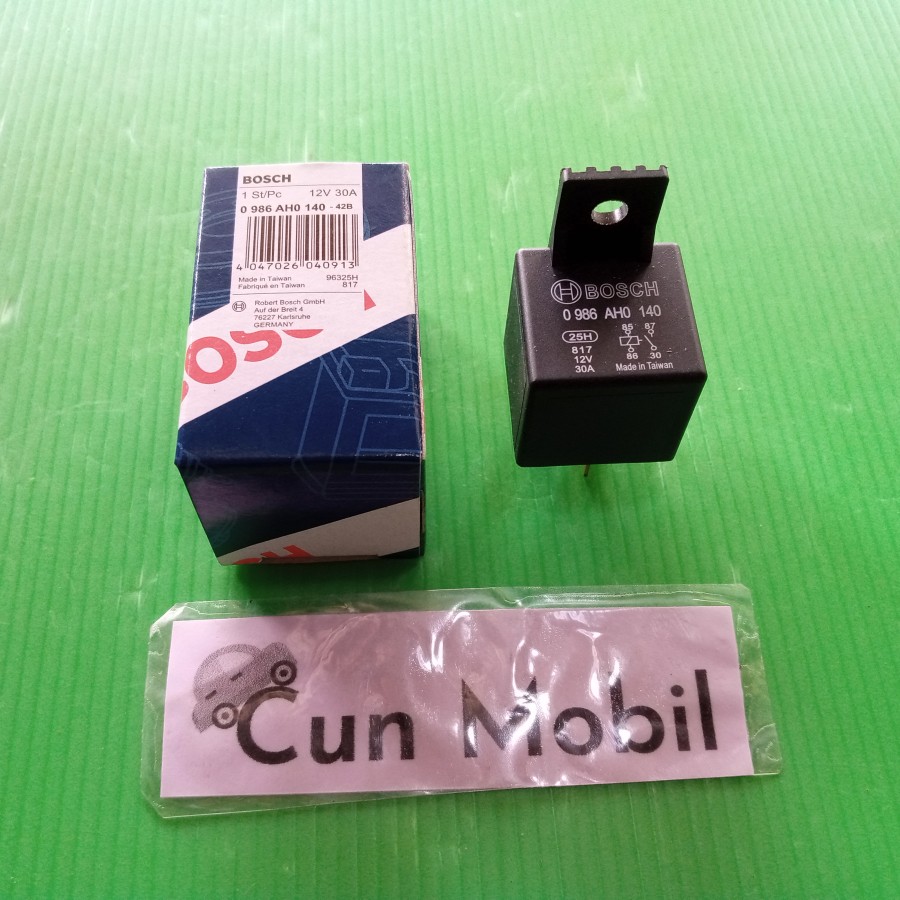 BOSCH
1 St/Pc 12V 30A
0 986 AH0 140 - 42B
4 047026 040913
Made in Taiwan 96325H
Fabriqué en Taiwan 817
Robert Bosch GmbH
Auf der Breit 4
76227 Karlsruhe
GERMANY
BOSCH
CH
BOSCH
0 986 AH0 140
25H
817
12V
30A
85 87
86 30
Made in Taiwan
Cun Mobil